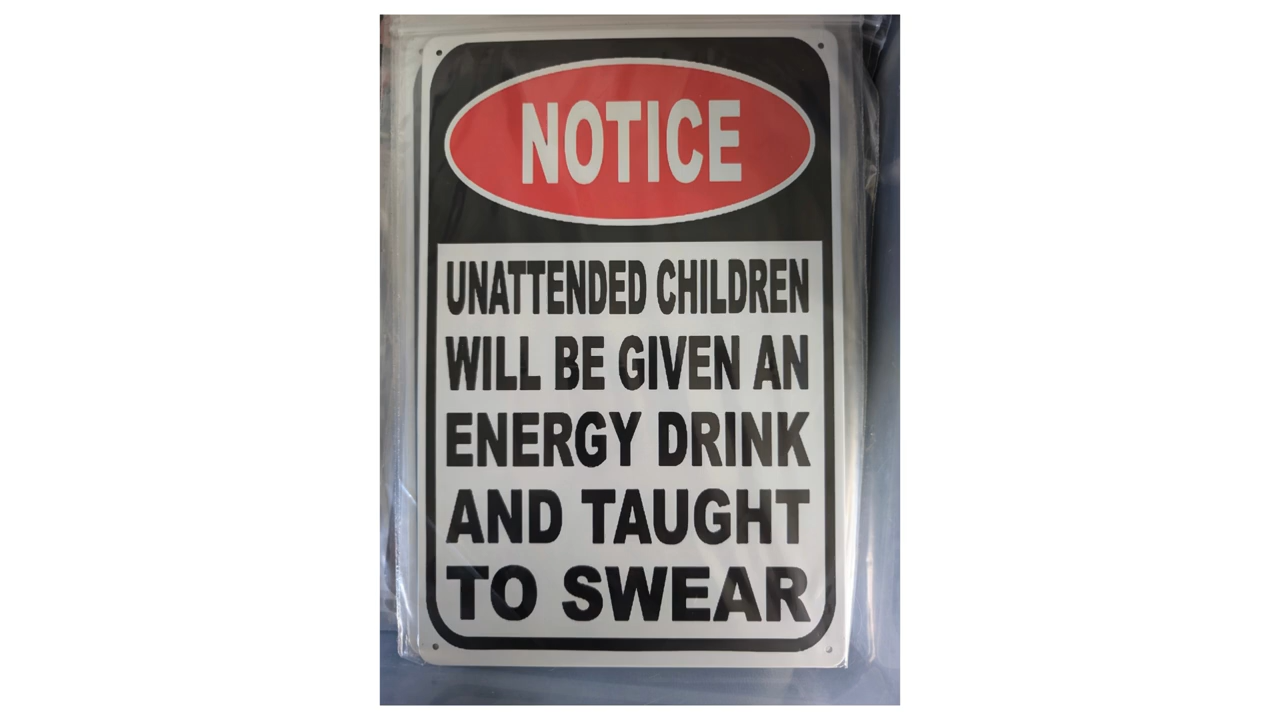 NOTICE
UNATTENDED CHILDREN
WILL BE GIVEN AN
ENERGY DRINK
AND TAUGHT
TO SWEAR